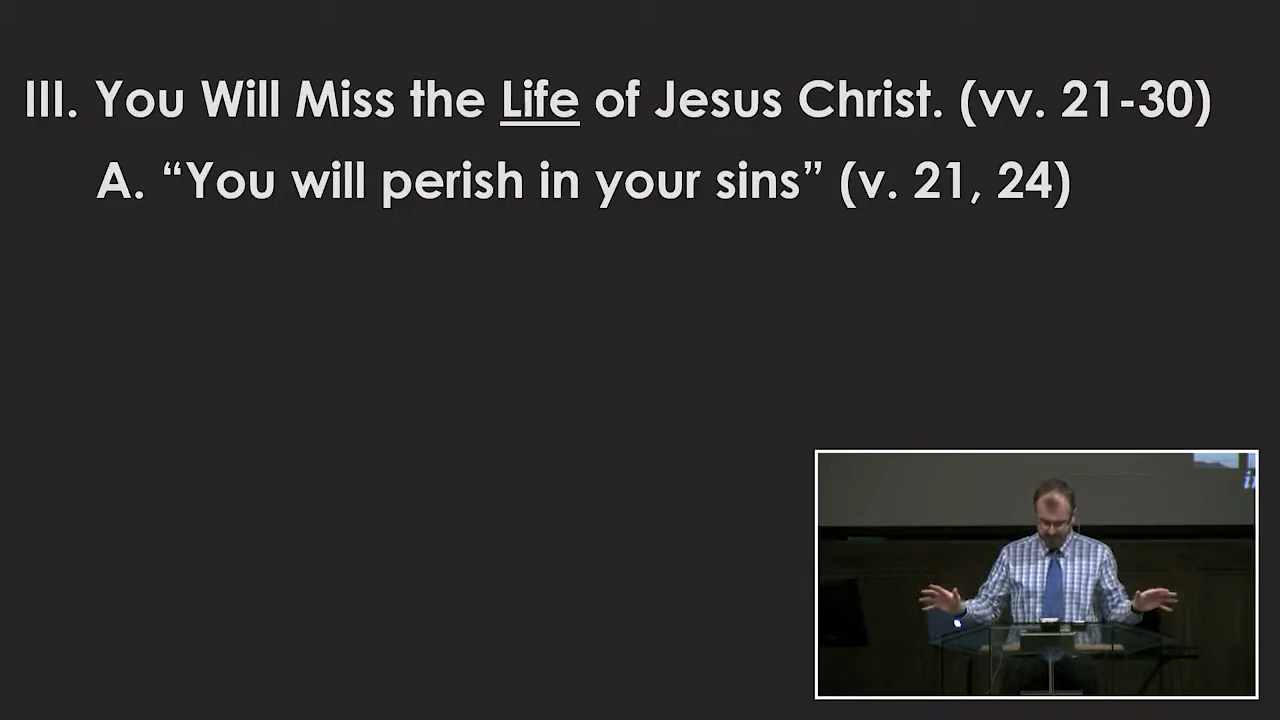 III. You Will Miss the Life of Jesus Christ. (vv. 21-30)
A. “You will perish in your sins” (v. 21, 24)